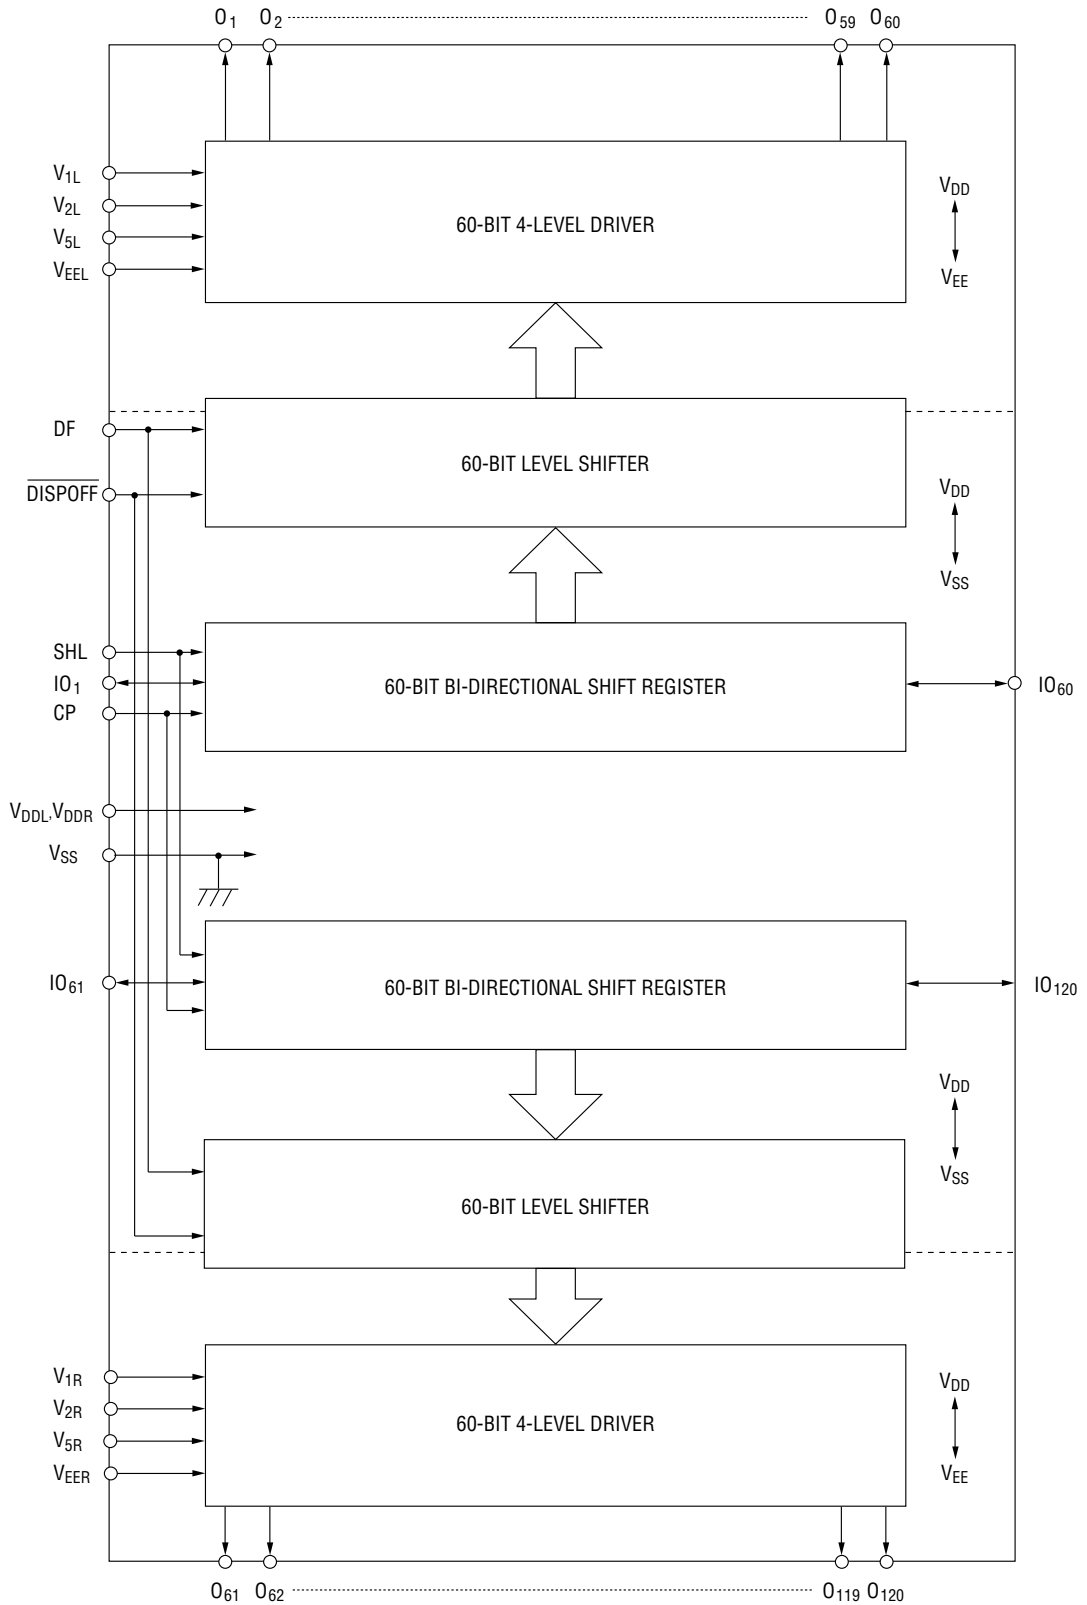 O1 O2 O59 O60
V1L
V2L
V5L
VEEL
60-BIT 4-LEVEL DRIVER
VDD
VEE
DF
DISPOFF
60-BIT LEVEL SHIFTER
VDD
VSS
SHL
IO1
CP
60-BIT BI-DIRECTIONAL SHIFT REGISTER
IO60
VDDL,VDDR
VSS
IO61
60-BIT BI-DIRECTIONAL SHIFT REGISTER
IO120
VDD
VSS
60-BIT LEVEL SHIFTER
V1R
V2R
V5R
VEER
60-BIT 4-LEVEL DRIVER
VDD
VEE
O61 O62 O119 O120